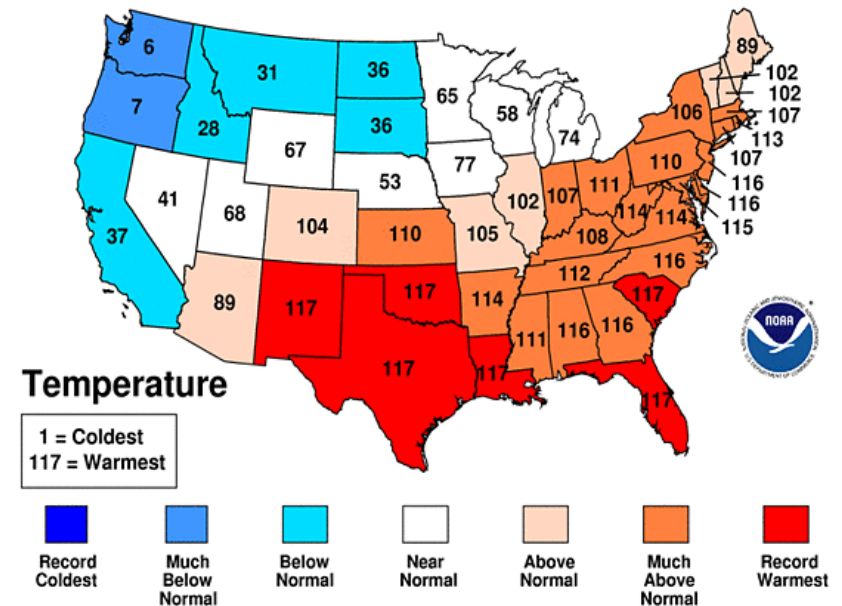 6
7
31
28
36
36
65
58
74
67
53
77
41
68
37
104
89
110
105
102
107
111
106
110
89
102
102
107
113
107
116
116
115
114
114
108
112
116
117
117
117
117
117
117
114
111
116
116
NOAA
Temperature
1 = Coldest
117 = Warmest
Record
Coldest
Much
Below
Normal
Below
Normal
Near
Normal
Above
Normal
Much
Above
Normal
Record
Warmest